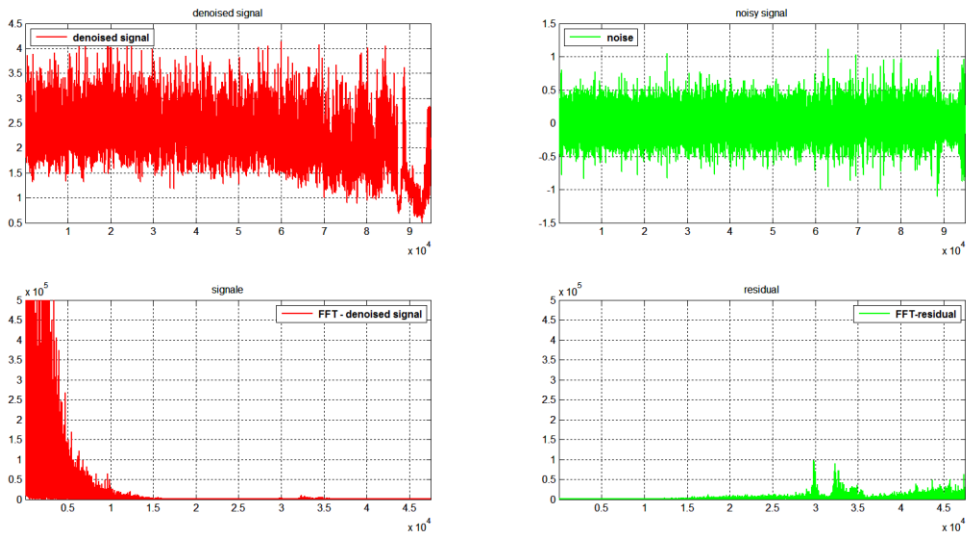 denoised signal
4.5
4
3.5
3
2.5
2
1.5
1
0.5
denoised signal
1 2 3 4 5 6 7 8 9
x 10^4
noisy signal
1.5
1
0.5
0
-0.5
-1
-1.5
noise
1 2 3 4 5 6 7 8 9
x 10^4
signale
x 10^5
5
4.5
4
3.5
3
2.5
2
1.5
1
0.5
0
FFT - denoised signal
0.5 1 1.5 2 2.5 3 3.5 4 4.5
x 10^4
residual
x 10^5
5
4.5
4
3.5
3
2.5
2
1.5
1
0.5
0
FFT-residual
0.5 1 1.5 2 2.5 3 3.5 4 4.5
x 10^4